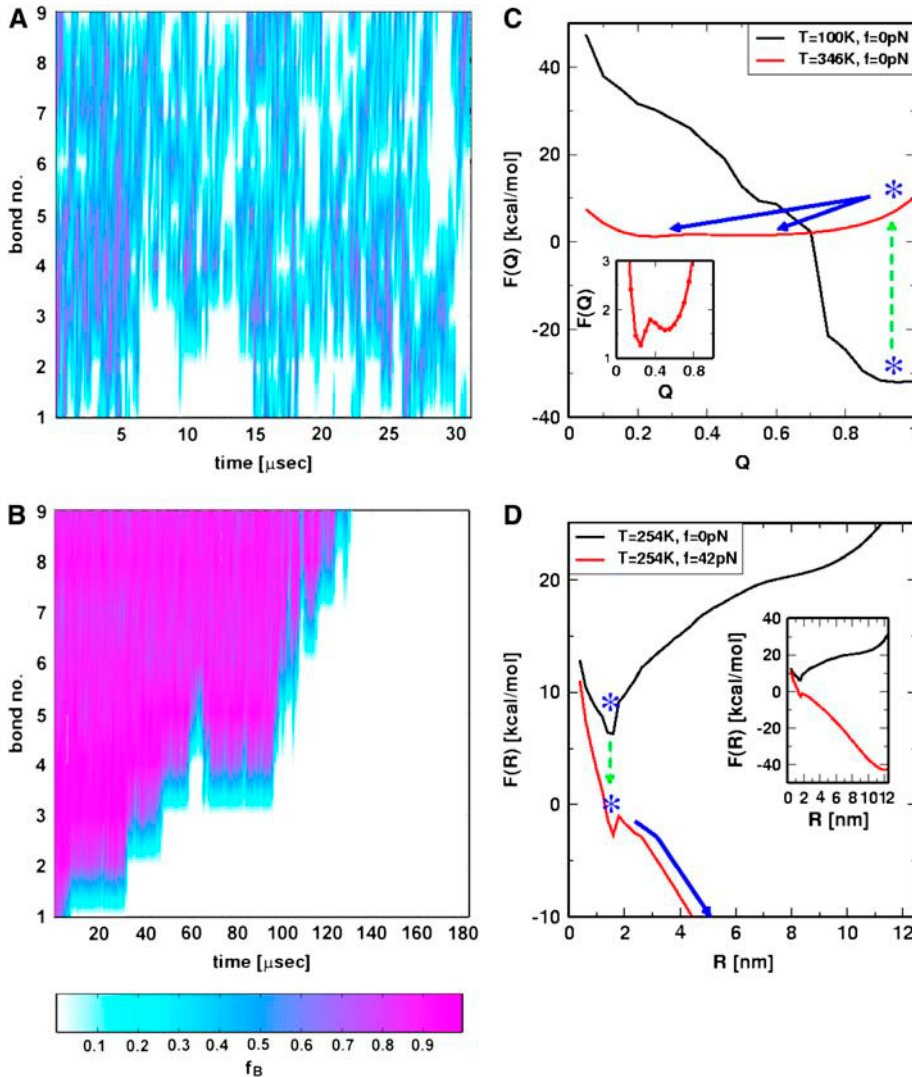 A
9
8
7
6
5
4
3
2
1
bond no.
5 10 15 20 25 30
time [μsec]
B
9
8
7
6
5
4
3
2
1
bond no.
20 40 60 80 100 120 140 160 180
time [μsec]
0.1 0.2 0.3 0.4 0.5 0.6 0.7 0.8 0.9
f_B
C
T=100K, f=0pN
T=346K, f=0pN
40
20
0
-20
-40
F(Q) [kcal/mol]
*
*
3
2
1
F(Q)
0 0.4 0.8
Q
0 0.2 0.4 0.6 0.8
Q
D
T=254K, f=0pN
T=254K, f=42pN
20
10
0
-10
F(R) [kcal/mol]
*
*
40
20
0
-20
-40
F(R) [kcal/mol]
0 2 4 6 8 10 12
R [nm]
0 2 4 6 8 10 12
R [nm]